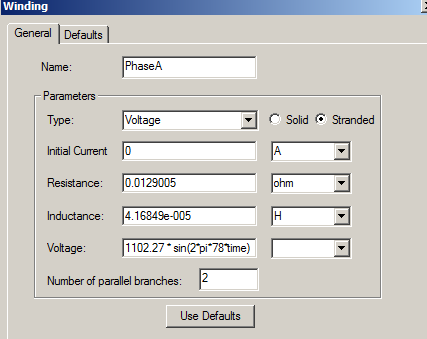 Winding
General Defaults
Name: PhaseA
Parameters
Type: Voltage Solid Stranded
Initial Current 0 A
Resistance: 0.0129005 ohm
Inductance: 4.16849e-005 H
Voltage: 1102.27 * sin(2*pi*78*time)
Number of parallel branches: 2
Use Defaults